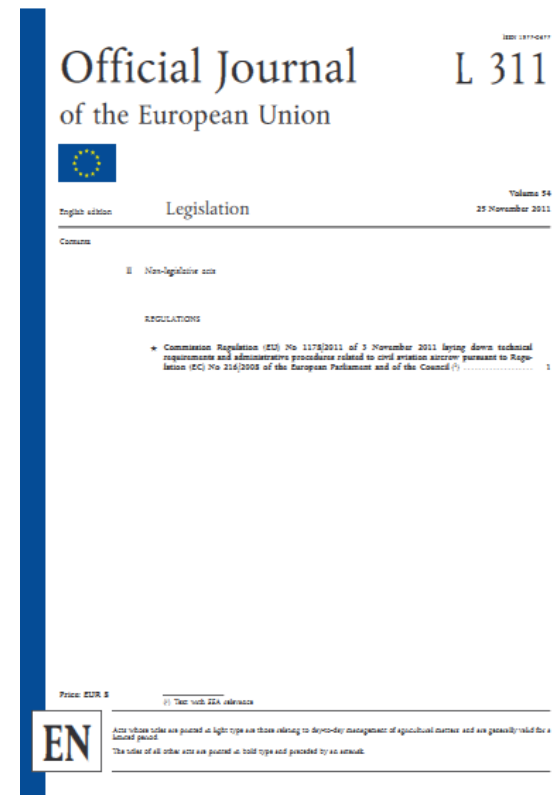 ISSN 1977-0677
Official Journal
L 311
of the European Union
Volume 54
English edition
Legislation
25 November 2011
Contents
II Non-legislative acts
REGULATIONS
★ Commission Regulation (EU) No 1178/2011 of 3 November 2011 laying down technical
requirements and administrative procedures related to civil aviation aircrew pursuant to Regu-
lation (EC) No 216/2008 of the European Parliament and of the Council (¹) .................... 1
Price: EUR 8
(¹) Text with EEA relevance
EN
Acts whose titles are printed in light type are those relating to day-to-day management of agricultural matters and are generally valid for a
limited period.
The titles of all other acts are printed in bold type and preceded by an asterisk.